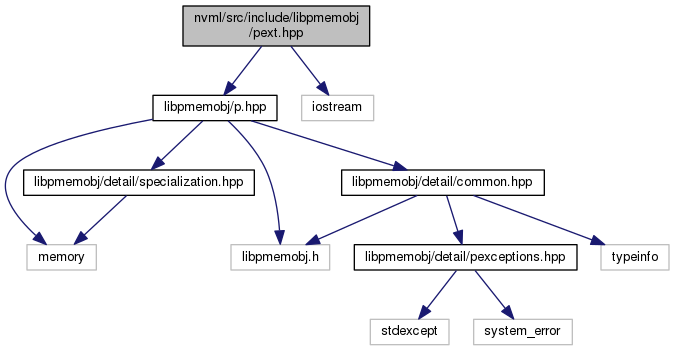 nvml/src/include/libpmemobj
/pext.hpp
libpmemobj/p.hpp
iostream
libpmemobj/detail/specialization.hpp
libpmemobj/detail/common.hpp
memory
libpmemobj.h
libpmemobj/detail/pexceptions.hpp
typeinfo
stdexcept
system_error